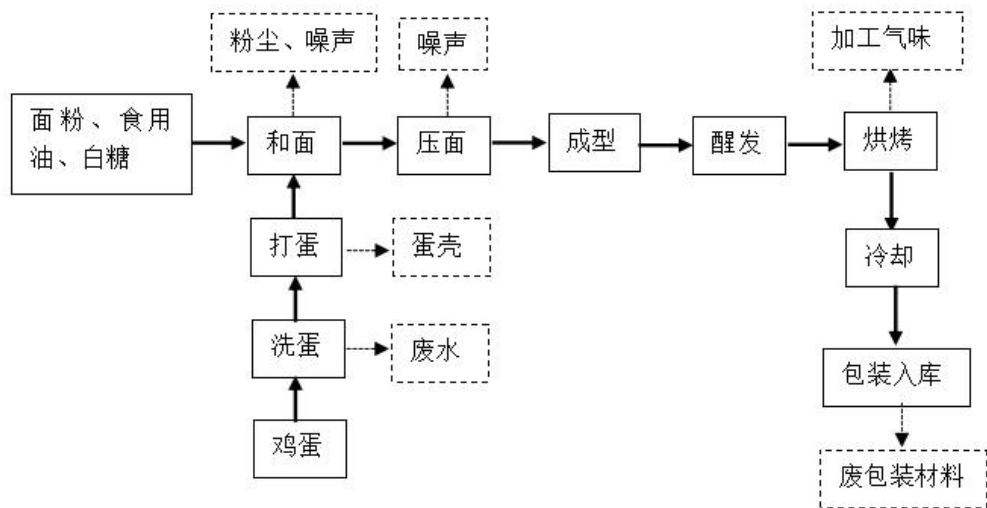 粉尘、噪声
噪声
加工气味
面粉、食用
油、白糖
和面
压面
成型
醒发
烘烤
打蛋
蛋壳
冷却
洗蛋
废水
包装入库
鸡蛋
废包装材料